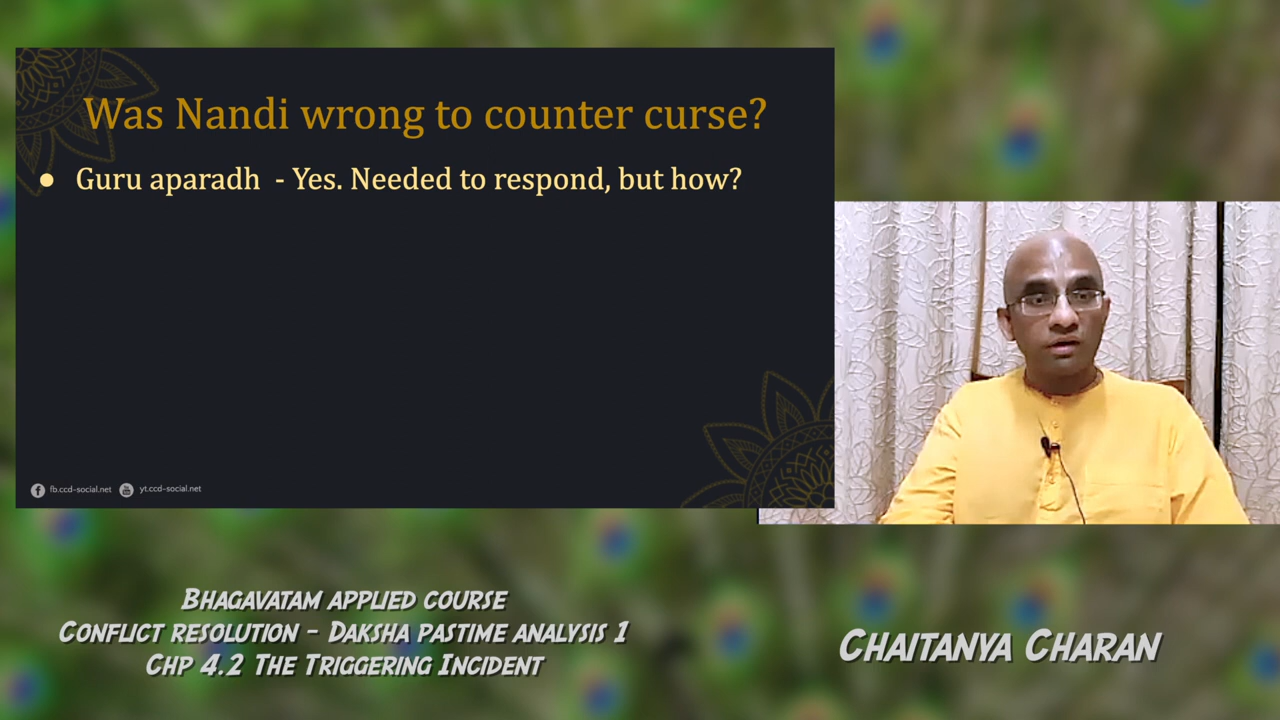 Was Nandi wrong to counter curse?
● Guru aparadh - Yes. Needed to respond, but how?
fb.ccd-social.net yt.ccd-social.net
Bhagavatam applied course
Conflict resolution - Daksha pastime analysis 1
Chp 4.2 The Triggering Incident
Chaitanya Charan